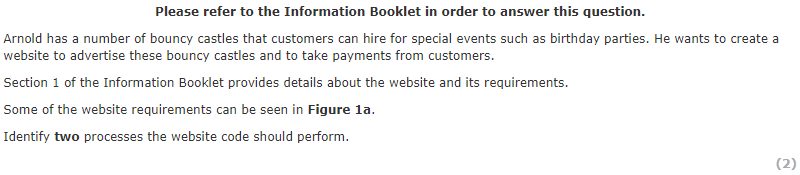 Please refer to the Information Booklet in order to answer this question.
Arnold has a number of bouncy castles that customers can hire for special events such as birthday parties. He wants to create a
website to advertise these bouncy castles and to take payments from customers.
Section 1 of the Information Booklet provides details about the website and its requirements.
Some of the website requirements can be seen in Figure 1a.
Identify two processes the website code should perform.
(2)